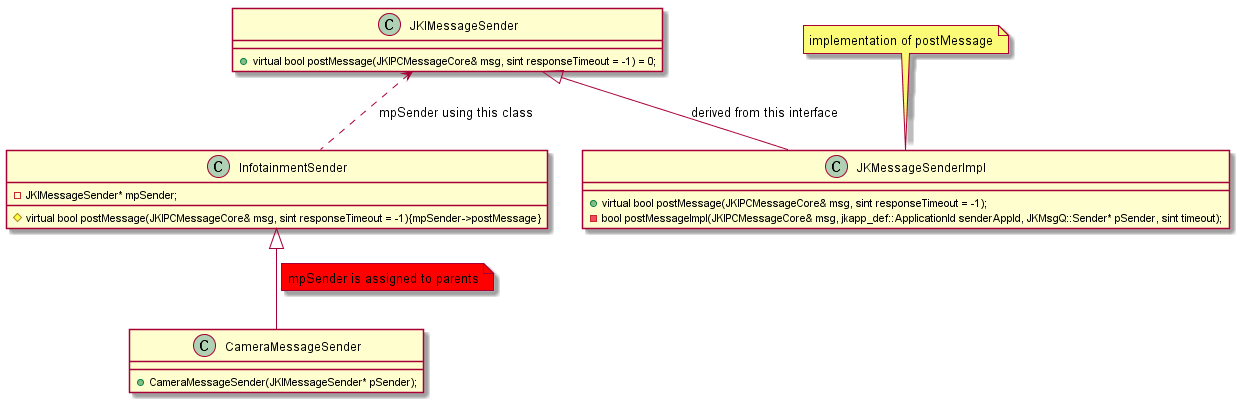 C JKIMessageSender
virtual bool postMessage(JKIPCMessageCore& msg, sint responseTimeout = -1) = 0;
implementation of postMessage
mpSender using this class
derived from this interface
C InfotainmentSender
JKIMessageSender* mpSender;
virtual bool postMessage(JKIPCMessageCore& msg, sint responseTimeout = -1){mpSender->postMessage}
C JKMessageSenderImpl
virtual bool postMessage(JKIPCMessageCore& msg, sint responseTimeout = -1);
bool postMessageImpl(JKIPCMessageCore& msg, jkapp_def::ApplicationId senderAppId, JKMsgQ::Sender* pSender, sint timeout);
mpSender is assigned to parents
C CameraMessageSender
CameraMessageSender(JKIMessageSender* pSender);